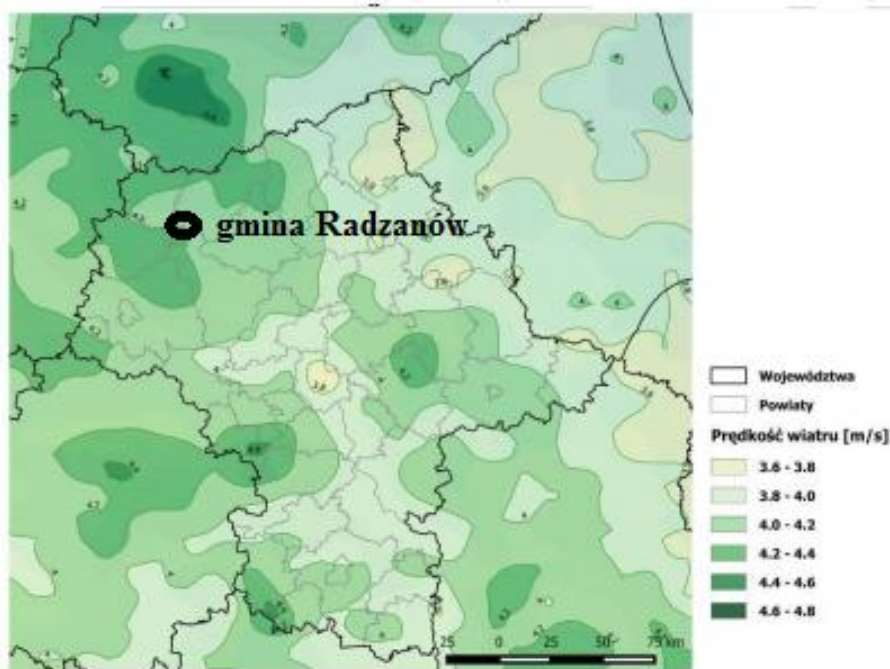 gmina Radzanów
Województwa
Powiaty
Prędkość wiatru [m/s]
3.6 - 3.8
3.8 - 4.0
4.0 - 4.2
4.2 - 4.4
4.4 - 4.6
4.6 - 4.8
25 0 25 50 75 km